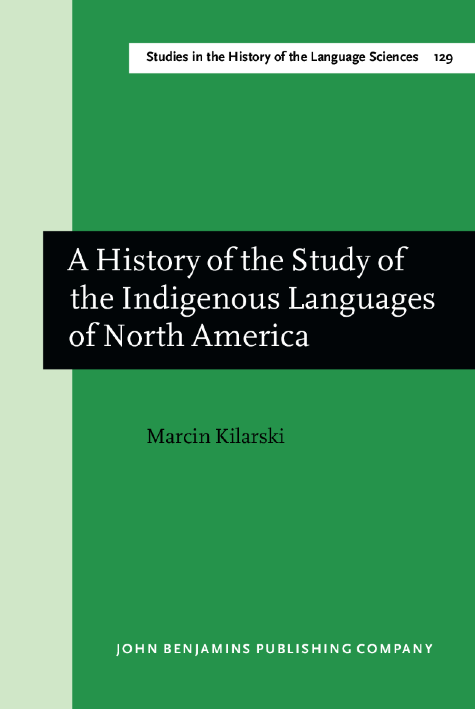 Studies in the History of the Language Sciences 129
A History of the Study of
the Indigenous Languages
of North America
Marcin Kilarski
JOHN BENJAMINS PUBLISHING COMPANY